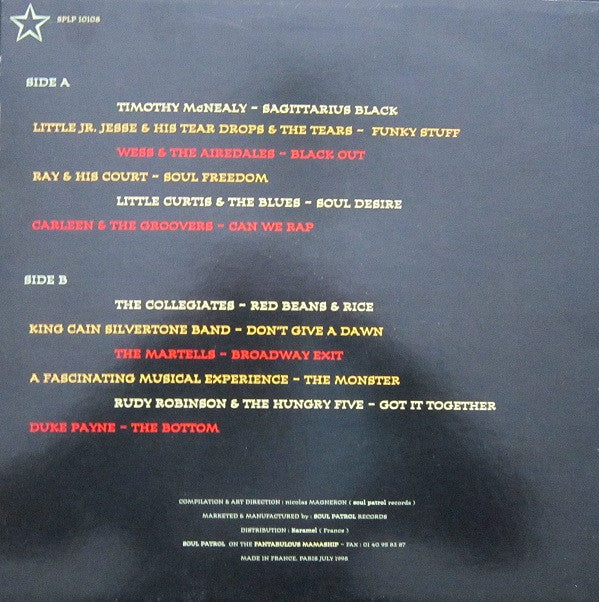 SPLP 10108
SIDE A
TIMOTHY McNEALY - SAGITTARIUS BLACK
LITTLE JR. JESSE & HIS TEAR DROPS & THE TEARS - FUNKY STUFF
WESS & THE AIREDALES - BLACK OUT
RAY & HIS COURT - SOUL FREEDOM
LITTLE CURTIS & THE BLUES - SOUL DESIRE
CARLEEN & THE GROOVERS - CAN WE RAP
SIDE B
THE COLLEGIATES - RED BEANS & RICE
KING CAIN SILVERTONE BAND - DON'T GIVE A DAWN
THE MARTELLS - BROADWAY EXIT
A FASCINATING MUSICAL EXPERIENCE - THE MONSTER
RUDY ROBINSON & THE HUNGRY FIVE - GOT IT TOGETHER
DUKE PAYNE - THE BOTTOM
COMPILATION & ART DIRECTION : nicolas MAGNERON ( soul patrol records )
MARKETED & MANUFACTURED by : SOUL PATROL RECORDS
DISTRIBUTION : Karamel ( France )
SOUL PATROL ON THE FANTABULOUS MAMASHIP - FAX : 01 40 95 83 87
MADE IN FRANCE, PARIS JULY 1998